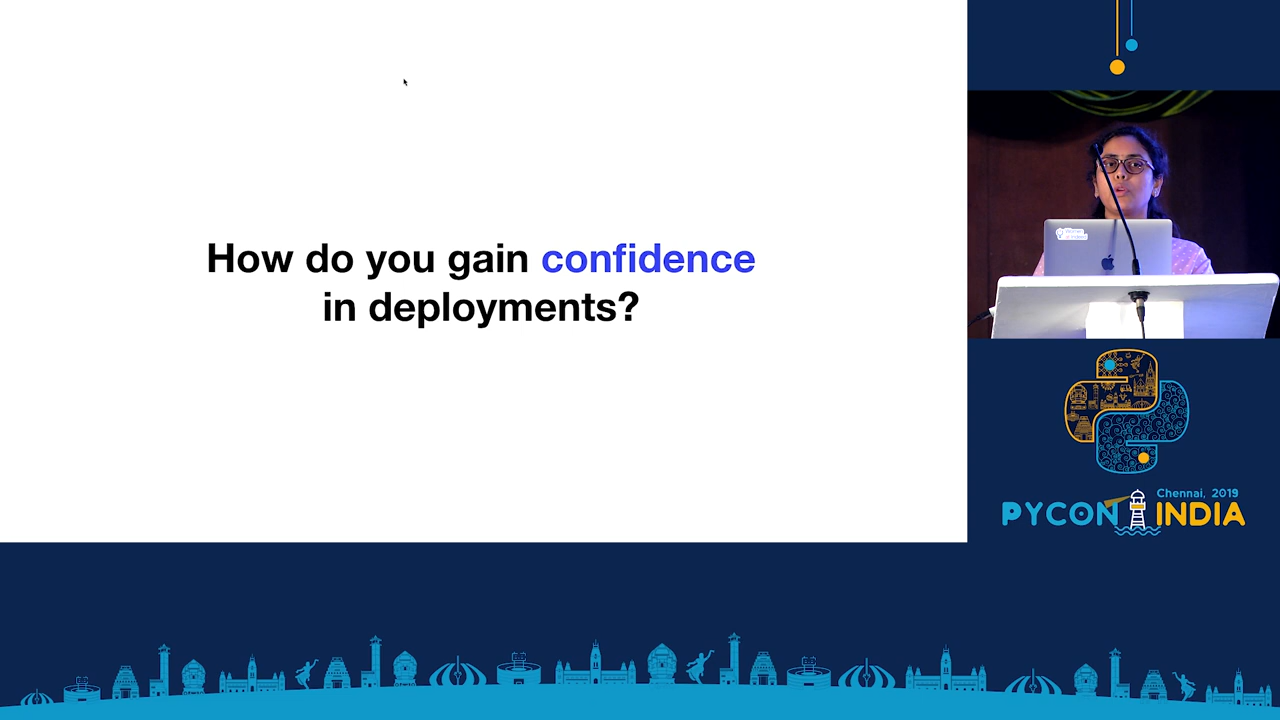 How do you gain confidence
in deployments?
Chennai, 2019
PYCON INDIA